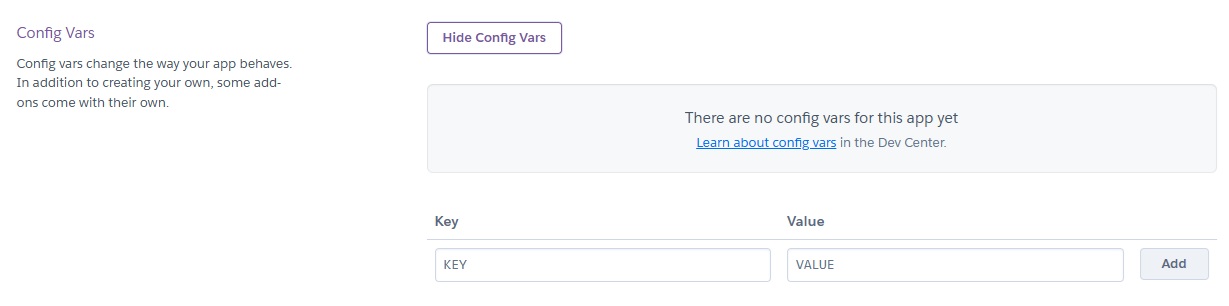 Config Vars
Config vars change the way your app behaves.
In addition to creating your own, some add-
ons come with their own.
Hide Config Vars
There are no config vars for this app yet
Learn about config vars in the Dev Center.
Key Value
KEY VALUE Add